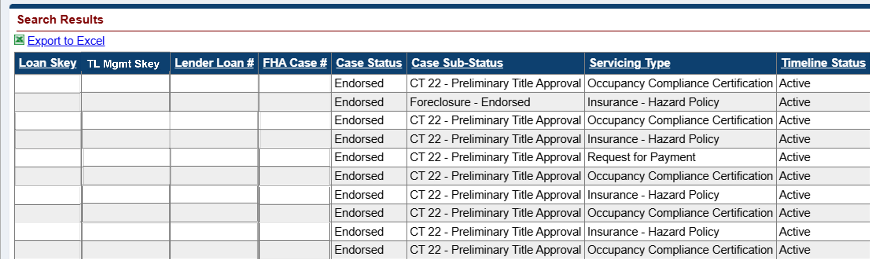 Search Results
Export to Excel
Loan Skey TL Mgmt Skey Lender Loan # FHA Case # Case Status Case Sub-Status Servicing Type Timeline Status
Endorsed CT 22 - Preliminary Title Approval Occupancy Compliance Certification Active
Endorsed Foreclosure - Endorsed Insurance - Hazard Policy Active
Endorsed CT 22 - Preliminary Title Approval Occupancy Compliance Certification Active
Endorsed CT 22 - Preliminary Title Approval Insurance - Hazard Policy Active
Endorsed CT 22 - Preliminary Title Approval Request for Payment Active
Endorsed CT 22 - Preliminary Title Approval Occupancy Compliance Certification Active
Endorsed CT 22 - Preliminary Title Approval Insurance - Hazard Policy Active
Endorsed CT 22 - Preliminary Title Approval Occupancy Compliance Certification Active
Endorsed CT 22 - Preliminary Title Approval Insurance - Hazard Policy Active
Endorsed CT 22 - Preliminary Title Approval Occupancy Compliance Certification Active